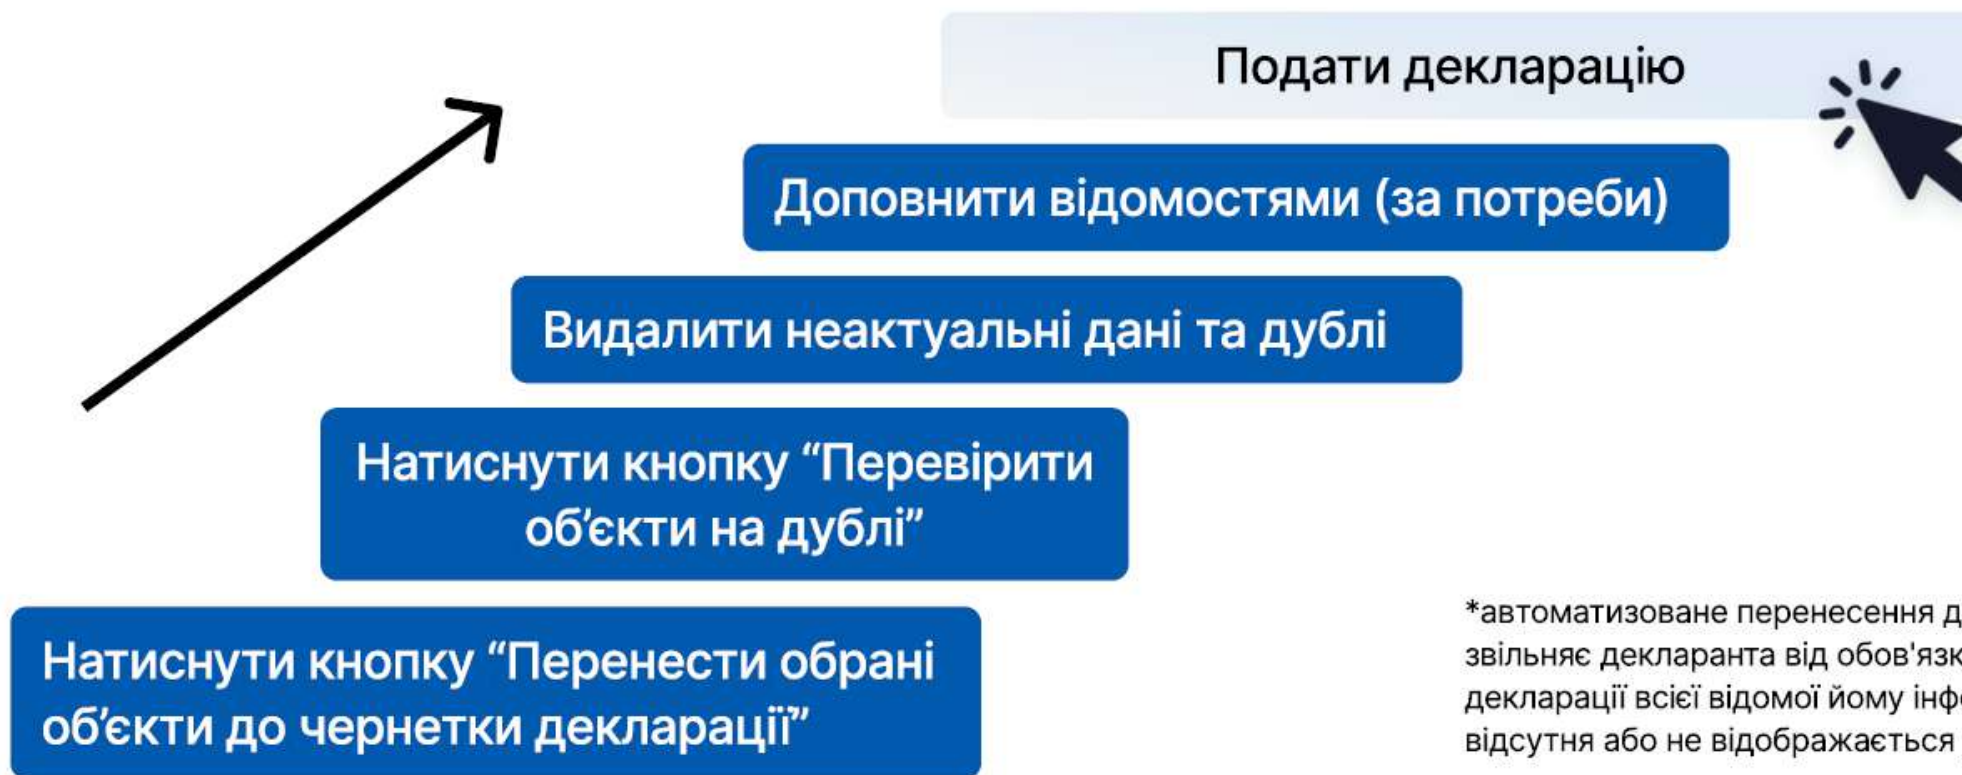 Подати декларацію
Доповнити відомостями (за потреби)
Видалити неактуальні дані та дублі
Натиснути кнопку “Перевірити
об’єкти на дублі”
Натиснути кнопку “Перенести обрані
об’єкти до чернетки декларації”
*автоматизоване перенесення
звільняє декларанта від
декларації всієї відомої йому
відсутня або не відображається